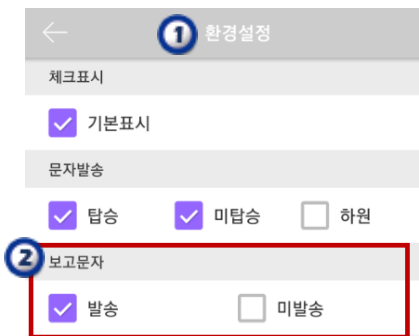 1 환경설정
체크표시
기본표시
문자발송
탑승 미탑승 하원
2 보고문자
발송 미발송